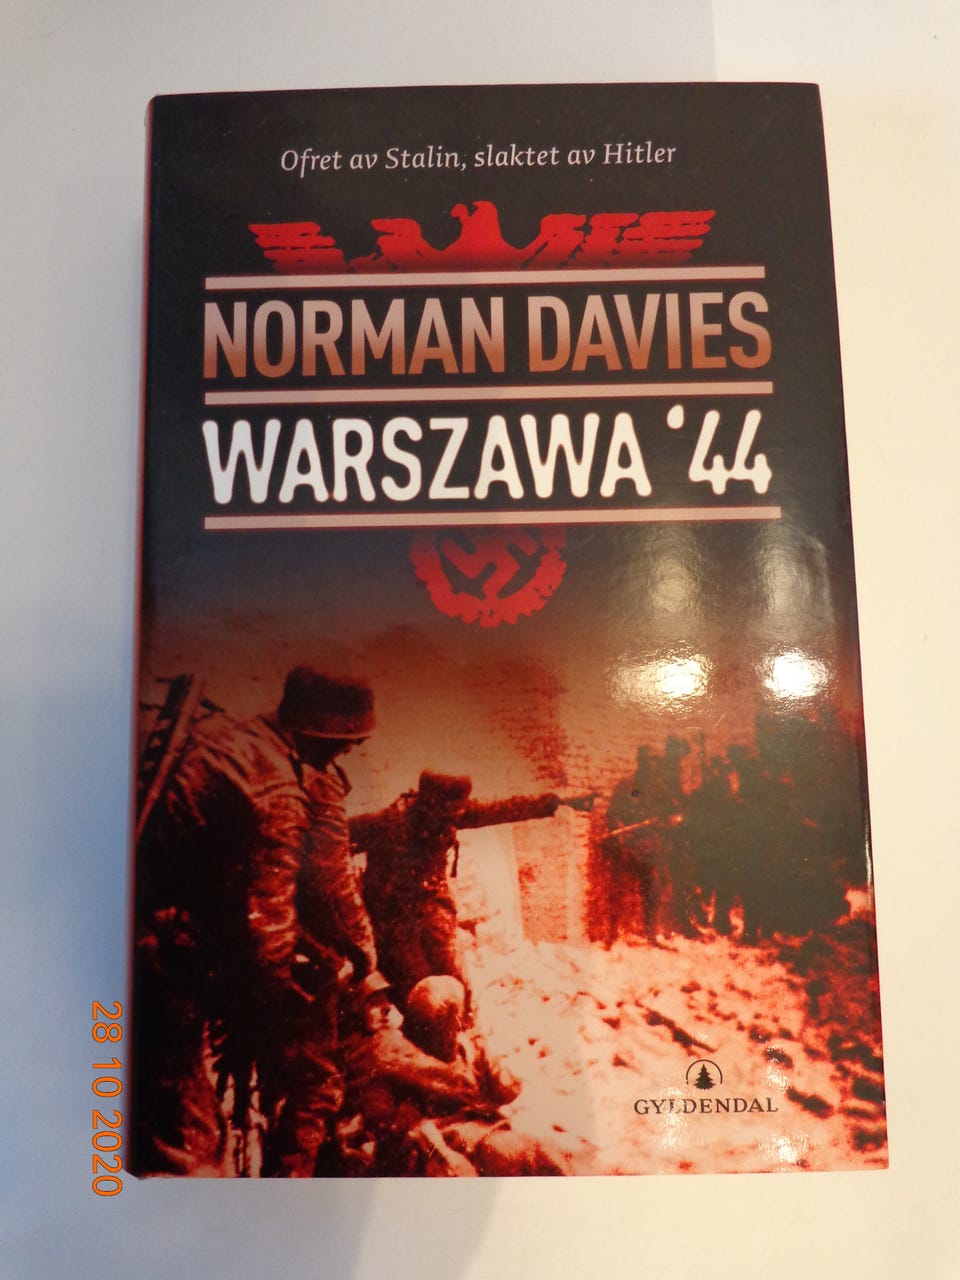 Ofret av Stalin, slaktet av Hitler
NORMAN DAVIES
WARSZAWA '44
GYLDENDAL
28 10 2020